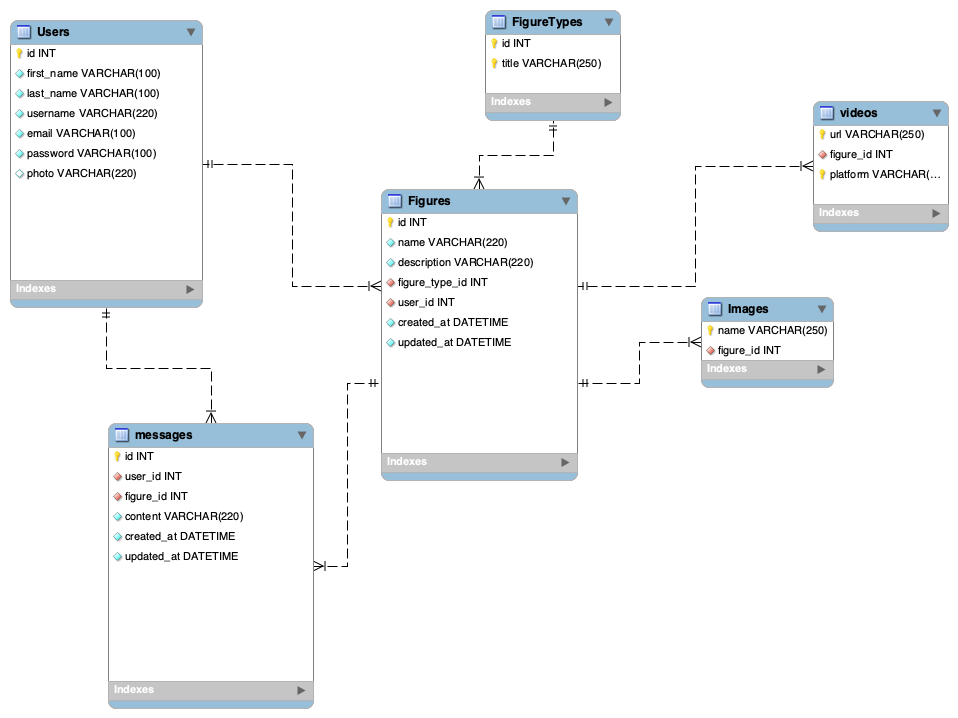 Users
id INT
first_name VARCHAR(100)
last_name VARCHAR(100)
username VARCHAR(220)
email VARCHAR(100)
password VARCHAR(100)
photo VARCHAR(220)
Indexes
FigureTypes
id INT
title VARCHAR(250)
Indexes
videos
url VARCHAR(250)
figure_id INT
platform VARCHAR(...
Indexes
Figures
id INT
name VARCHAR(220)
description VARCHAR(220)
figure_type_id INT
user_id INT
created_at DATETIME
updated_at DATETIME
Indexes
Images
name VARCHAR(250)
figure_id INT
Indexes
messages
id INT
user_id INT
figure_id INT
content VARCHAR(220)
created_at DATETIME
updated_at DATETIME
Indexes